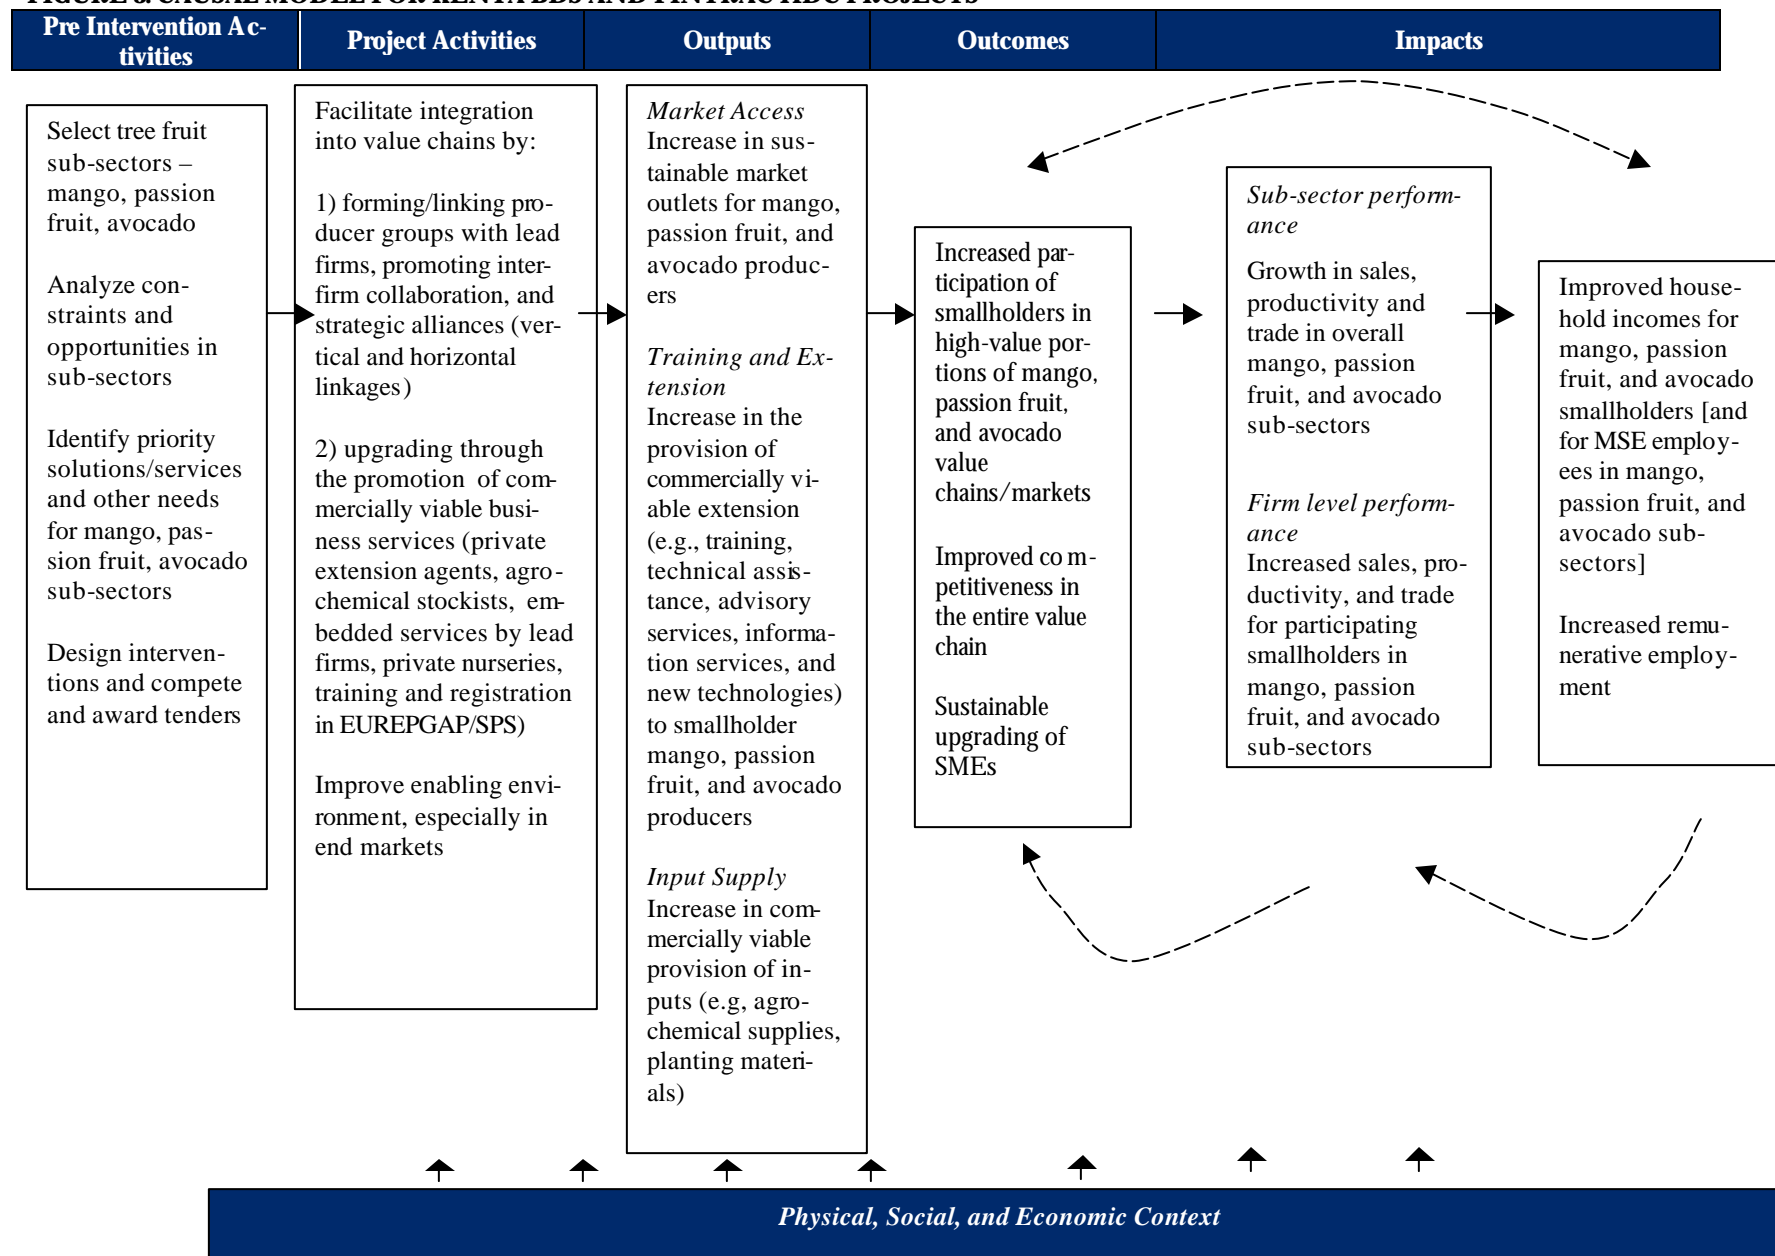 FIGURE 3. CAUSAL MODEL FOR KENYA BDS AND FINTRAC HDC PROJECTS
Pre Intervention Ac-
tivities
Project Activities
Outputs
Outcomes
Impacts
Select tree fruit
sub-sectors –
mango, passion
fruit, avocado
Analyze con-
straints and
opportunities in
sub-sectors
Identify priority
solutions/services
and other needs
for mango, pas-
sion fruit, avocado
sub-sectors
Design interven-
tions and compete
and award tenders
Facilitate integration
into value chains by:
1) forming/linking pro-
ducer groups with lead
firms, promoting inter-
firm collaboration, and
strategic alliances (ver-
tical and horizontal
linkages)
2) upgrading through
the promotion of com-
mercially viable busi-
ness services (private
extension agents, agro-
chemical stockists, em-
bedded services by lead
firms, private nurseries,
training and registration
in EUREPGAP/SPS)
Improve enabling envi-
ronment, especially in
end markets
Market Access
Increase in sus-
tainable market
outlets for mango,
passion fruit, and
avocado produc-
ers
Training and Ex-
tension
Increase in the
provision of
commercially vi-
able extension
(e.g., training,
technical assis-
tance, advisory
services, informa-
tion services, and
new technologies)
to smallholder
mango, passion
fruit, and avocado
producers
Input Supply
Increase in com-
mercially viable
provision of in-
puts (e.g, agro-
chemical supplies,
planting materi-
als)
Increased par-
ticipation of
smallholders in
high-value por-
tions of mango,
passion fruit,
and avocado
value
chains/markets
Improved com-
petitiveness in
the entire value
chain
Sustainable
upgrading of
SMEs
Sub-sector perform-
ance
Growth in sales,
productivity and
trade in overall
mango, passion
fruit, and avocado
sub-sectors
Firm level perform-
ance
Increased sales, pro-
ductivity, and trade
for participating
smallholders in
mango, passion
fruit, and avocado
sub-sectors
Improved house-
hold incomes for
mango, passion
fruit, and avocado
smallholders [and
for MSE employ-
ees in mango,
passion fruit, and
avocado sub-
sectors]
Increased remu-
nerative employ-
ment
Physical, Social, and Economic Context